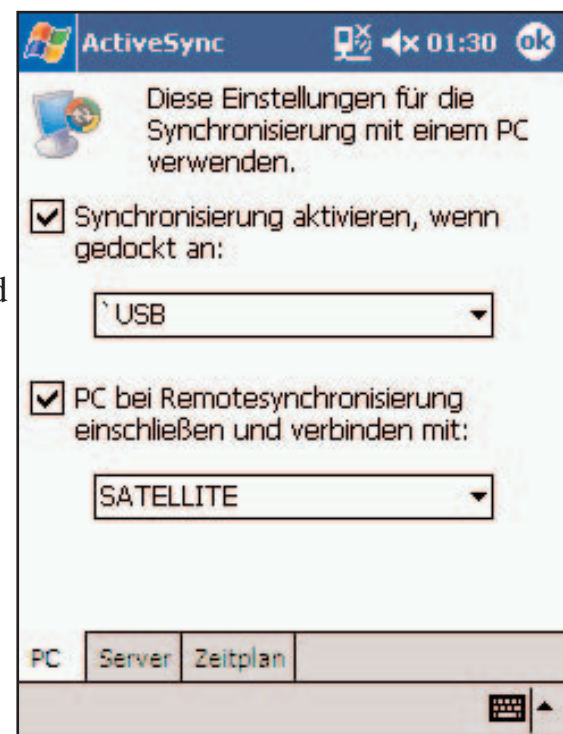 ActiveSync 01:30 ok
Diese Einstellungen für die
Synchronisierung mit einem PC
verwenden.
Synchronisierung aktivieren, wenn
gedockt an:
d
`USB
PC bei Remotesynchronisierung
einschließen und verbinden mit:
SATELLITE
PC Server Zeitplan